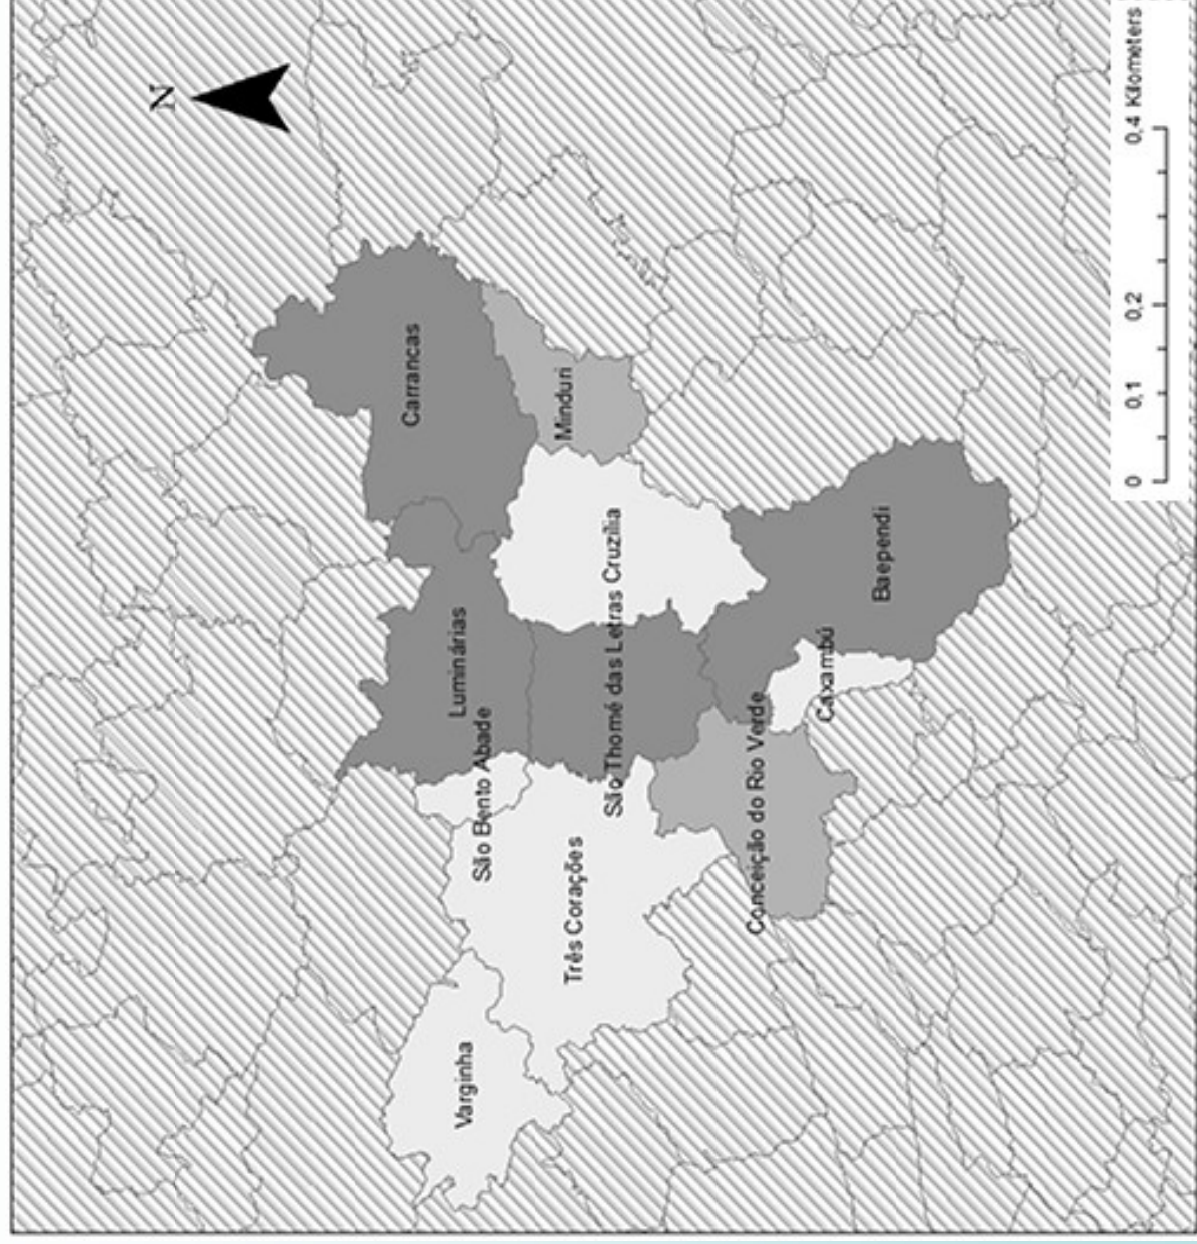 N
Carrancas
Luminárias
Varginha
São Bento Abade
Minduri
Três Corações
São Thomé das Letras
Cruzília
Conceição do Rio Verde
Caxambú
Baependi
0 0,1 0,2 0,4 Kilometers